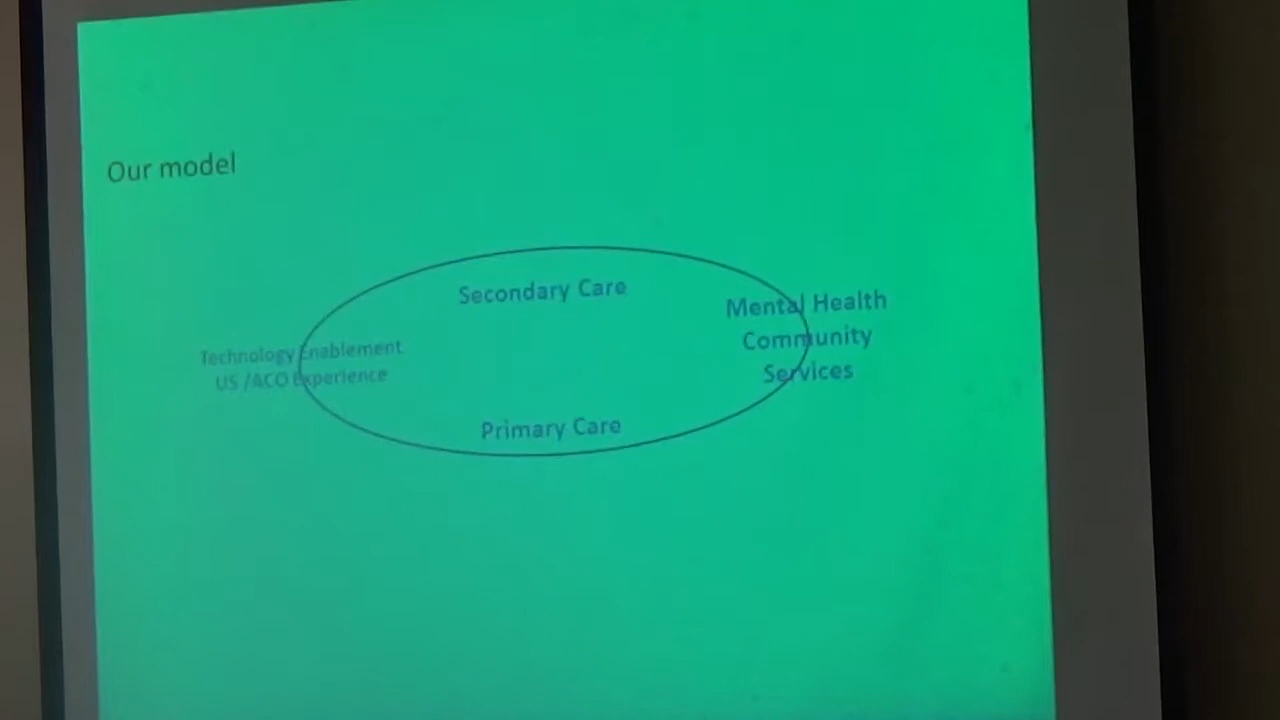 Our model
Secondary Care
Mental Health
Community
Services
Technology Enablement
US /ACO Experience
Primary Care